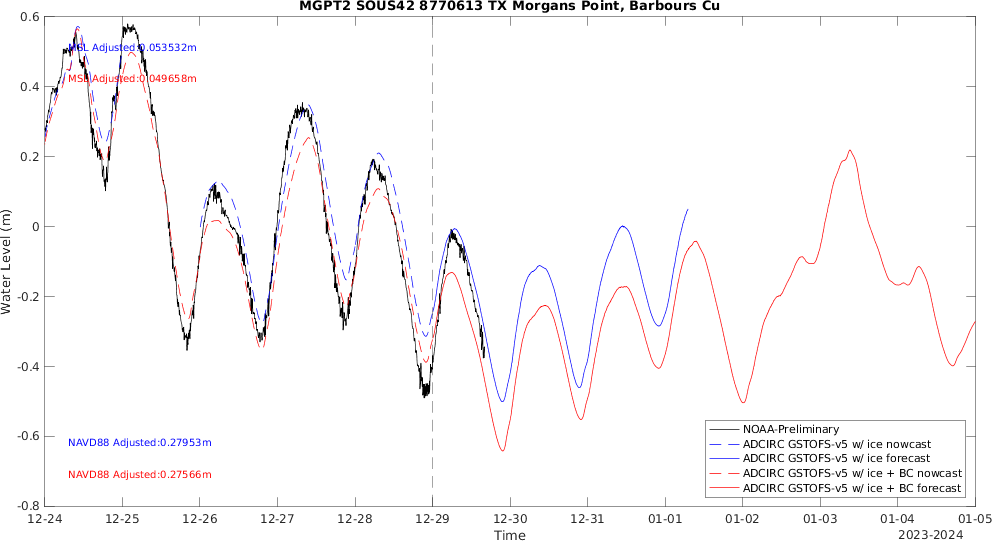 MGPT2 SOUS42 8770613 TX Morgans Point, Barbours Cu
0.6
0.4
0.2
0
-0.2
-0.4
-0.6
-0.8
Water Level (m)
MSL Adjusted:0.053532m
MSL Adjusted:0.049658m
NAVD88 Adjusted:0.27953m
NAVD88 Adjusted:0.27566m
NOAA-Preliminary
ADCIRC GSTOFS-v5 w/ ice nowcast
ADCIRC GSTOFS-v5 w/ ice forecast
ADCIRC GSTOFS-v5 w/ ice + BC nowcast
ADCIRC GSTOFS-v5 w/ ice + BC forecast
12-24 12-25 12-26 12-27 12-28 12-29 12-30 12-31 01-01 01-02 01-03 01-04 01-05
Time
2023-2024